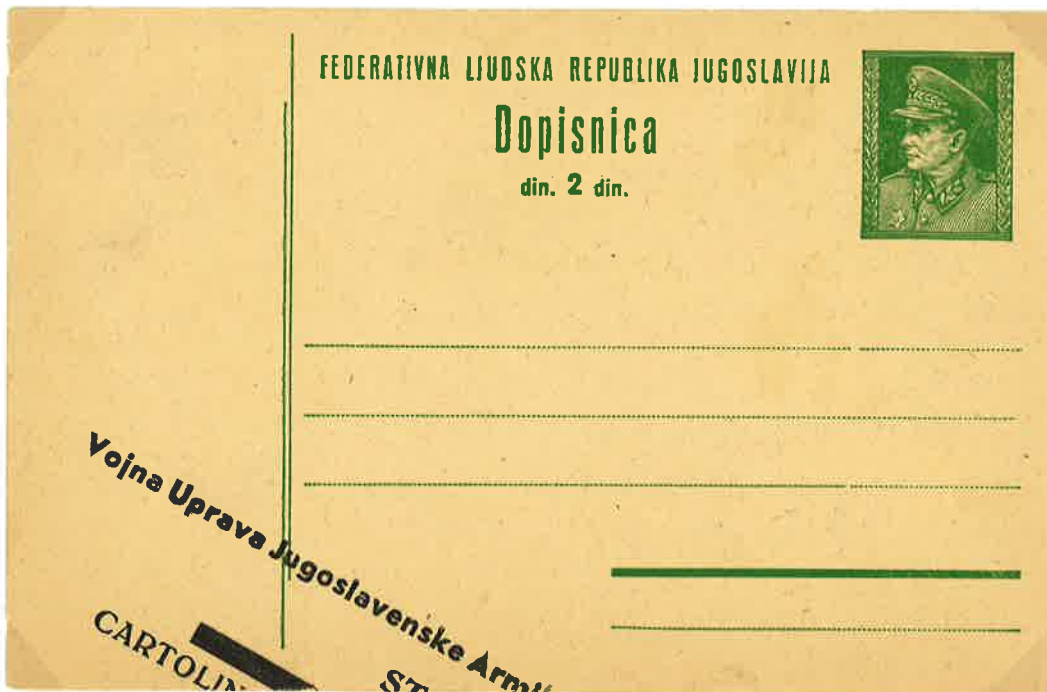 FEDERATIVNA LJUDSKA REPUBLIKA JUGOSLAVIJA
Dopisnica
din. 2 din.
Vojna Uprava Jugoslavenske